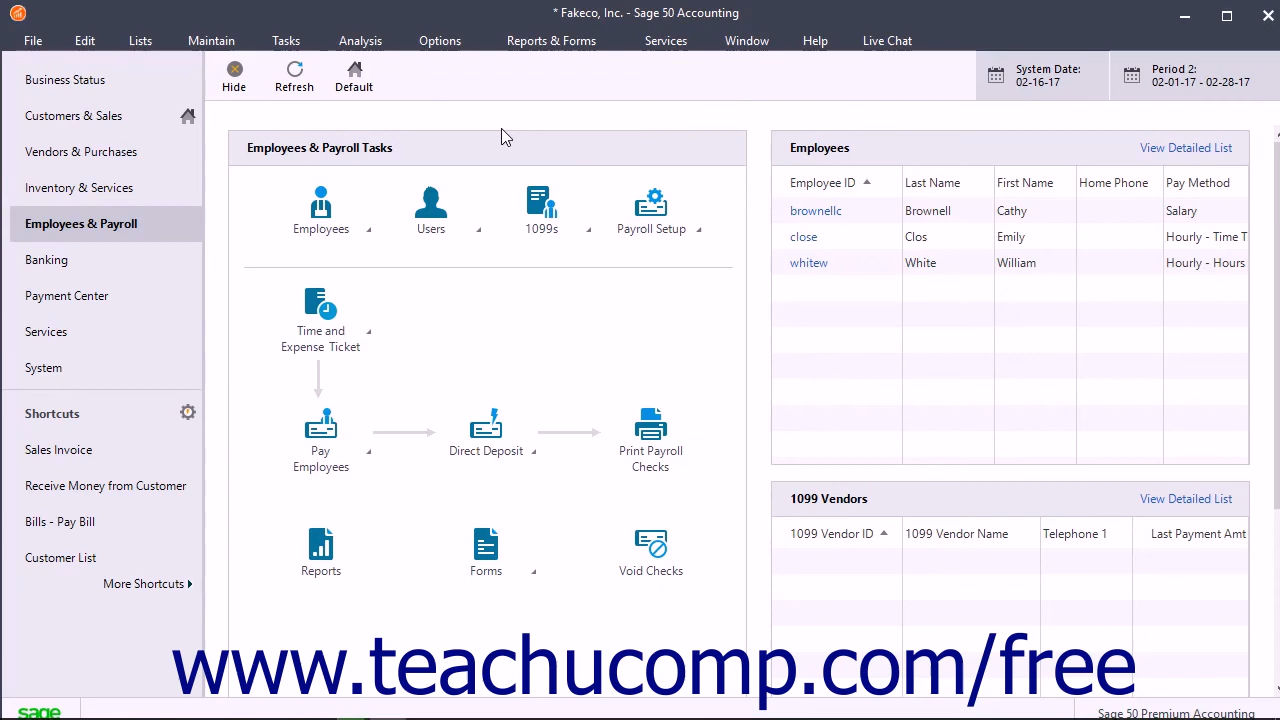 * Fakeco, Inc. - Sage 50 Accounting
File Edit Lists Maintain Tasks Analysis Options Reports & Forms Services Window Help Live Chat
Business Status
Customers & Sales
Vendors & Purchases
Inventory & Services
Employees & Payroll
Banking
Payment Center
Services
System
Shortcuts
Sales Invoice
Receive Money from Customer
Bills - Pay Bill
Customer List
More Shortcuts
Hide Refresh Default
System Date:
02-16-17
Period 2:
02-01-17 - 02-28-17
Employees & Payroll Tasks
Employees Users 1099s Payroll Setup
Time and
Expense Ticket
Pay
Employees
Direct Deposit
Print Payroll
Checks
Reports Forms Void Checks
Employees View Detailed List
Employee ID Last Name First Name Home Phone Pay Method
brownellc Brownell Cathy Salary
close Clos Emily Hourly - Time T
whitew White William Hourly - Hours
1099 Vendors View Detailed List
1099 Vendor ID 1099 Vendor Name Telephone 1 Last Payment Amt
www.teachucomp.com/free
sage
Sage 50 Premium Accounting